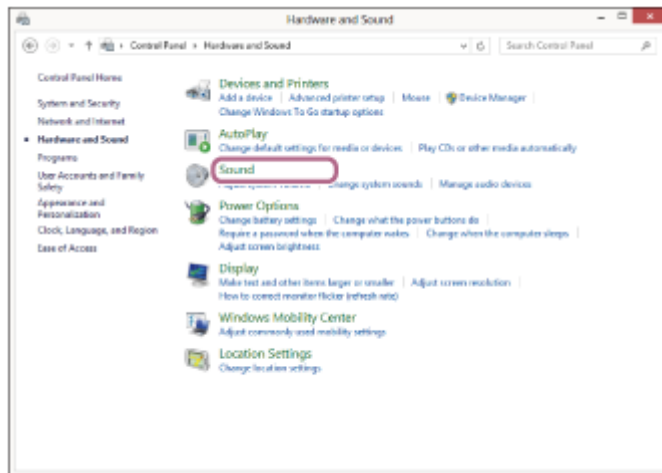 Hardware and Sound
Control Panel › Hardware and Sound
Search Control Panel
Control Panel Home
System and Security
Network and Internet
Hardware and Sound
Programs
User Accounts and Family
Safety
Appearance and
Personalization
Clock, Language, and Region
Ease of Access
Devices and Printers
Add a device | Advanced printer setup | Mouse | Device Manager |
Change Windows To Go startup options
AutoPlay
Change default settings for media or devices | Play CDs or other media automatically
Sound
Change system sounds | Manage audio devices
Power Options
Change battery settings | Change what the power buttons do |
Require a password when the computer wakes | Change when the computer sleeps |
Adjust screen brightness
Display
Make text and other items larger or smaller | Adjust screen resolution |
How to correct monitor flicker (refresh rate)
Windows Mobility Center
Adjust commonly used mobility settings
Location Settings
Change location settings